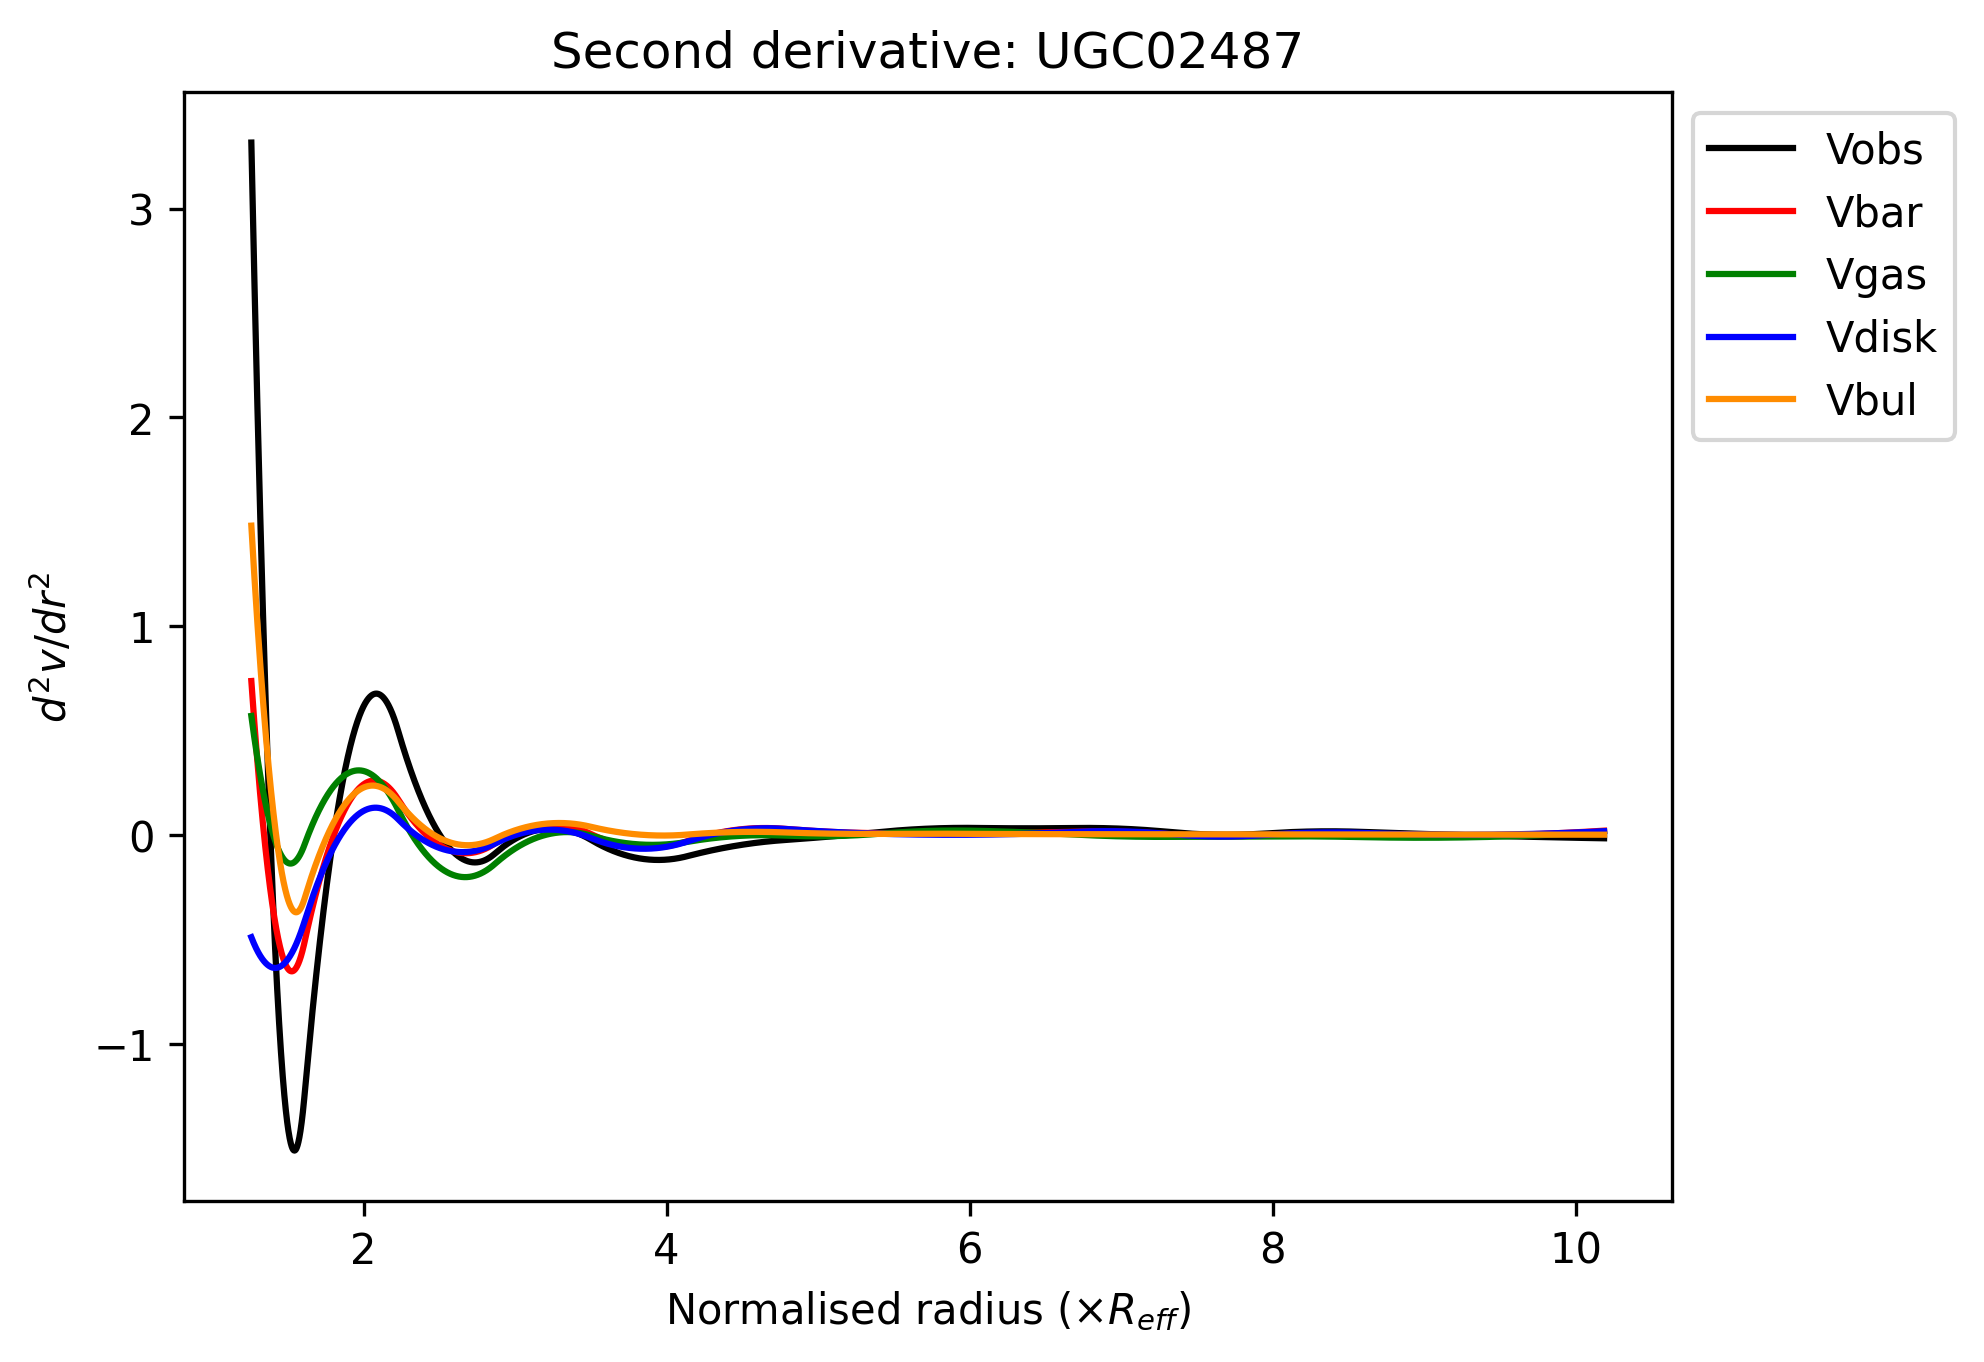 Second derivative: UGC02487
3
2
1
0
−1
d²v/dr²
2 4 6 8 10
Normalised radius (×R_eff)
Vobs
Vbar
Vgas
Vdisk
Vbul